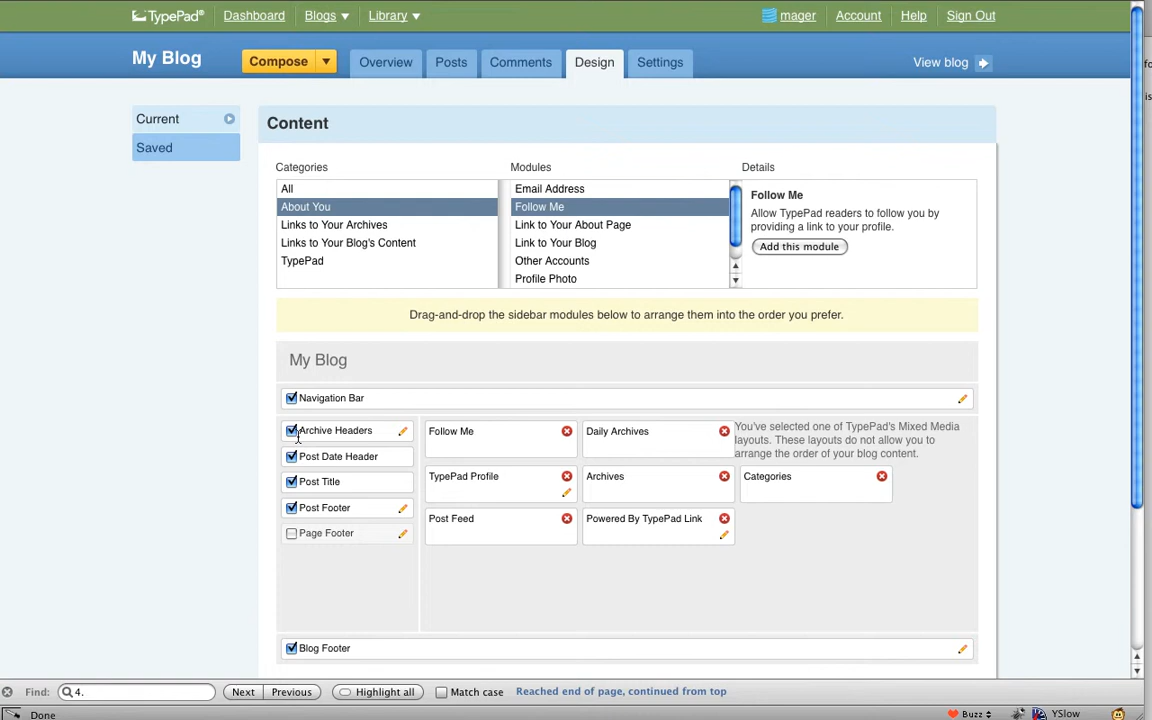 TypePad® Dashboard Blogs Library mager Account Help Sign Out
My Blog Compose Overview Posts Comments Design Settings View blog
Current
Saved
Content
Categories
All
About You
Links to Your Archives
Links to Your Blog's Content
TypePad
Modules
Email Address
Follow Me
Link to Your About Page
Link to Your Blog
Other Accounts
Profile Photo
Details
Follow Me
Allow TypePad readers to follow you by
providing a link to your profile.
Add this module
Drag-and-drop the sidebar modules below to arrange them into the order you prefer.
My Blog
Navigation Bar
Archive Headers
Post Date Header
Post Title
Post Footer
Page Footer
Follow Me
Daily Archives
You've selected one of TypePad's Mixed Media
layouts. These layouts do not allow you to
arrange the order of your blog content.
TypePad Profile
Archives
Categories
Post Feed
Powered By TypePad Link
Blog Footer
Find: 4. Next Previous Highlight all Match case Reached end of page, continued from top
Done Buzz YSlow